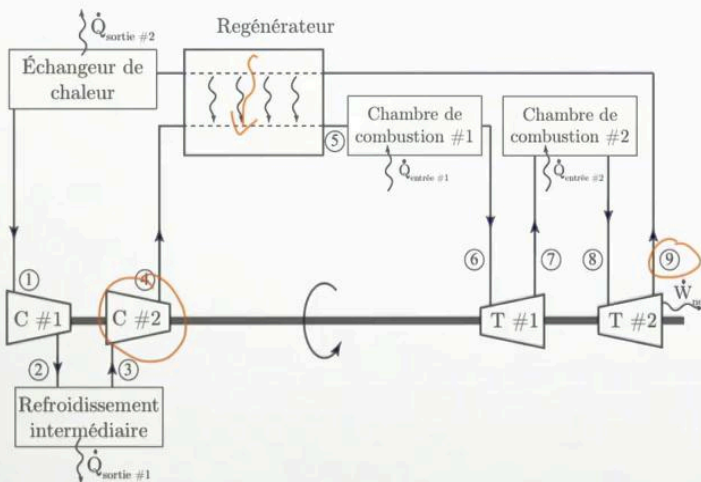 Q̇sortie #2
Regénérateur
Échangeur de
chaleur
Chambre de
combustion #1
Chambre de
combustion #2
⑤
Q̇entrée #1
Q̇entrée #2
①
④
⑥
⑦
⑧
⑨
C #1
C #2
T #1
T #2
②
③
Refroidissement
intermédiaire
Q̇sortie #1